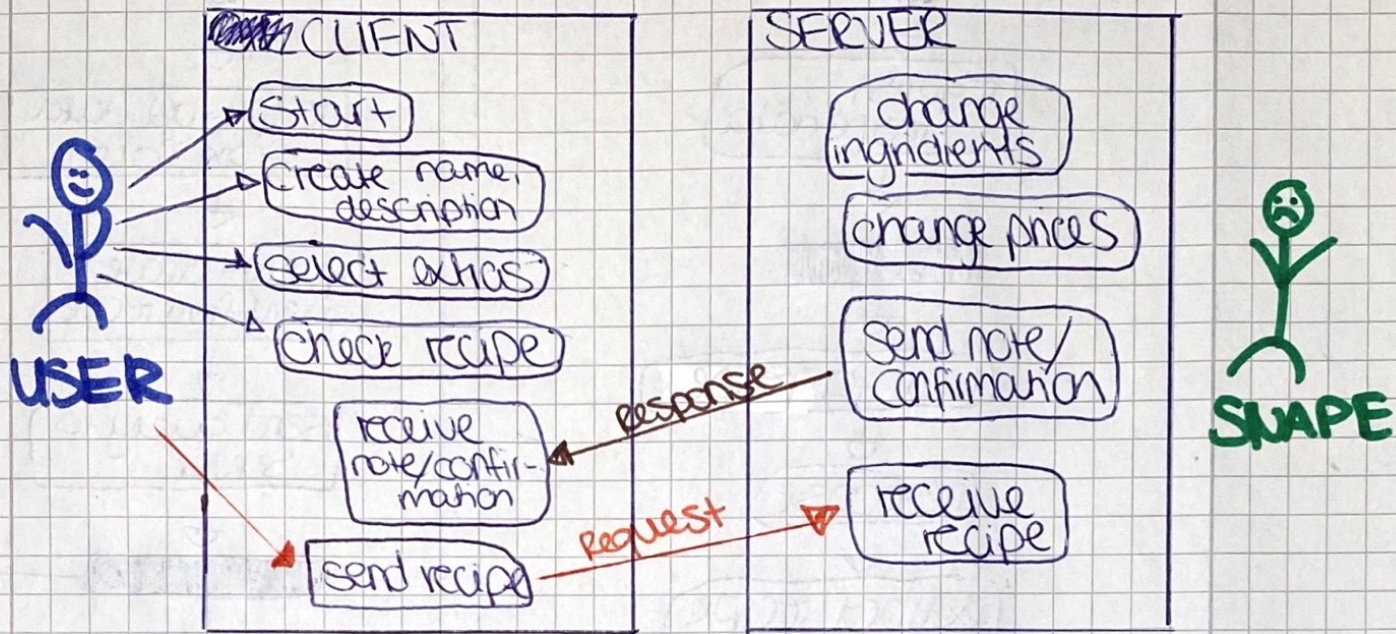 CLIENT
Start
create name,
description
select extras
check recipe
receive
note/confir-
mation
send recipe
USER
Response
Request
SERVER
change
ingridients
change prices
send note/
confirmation
receive
recipe
SNAPE